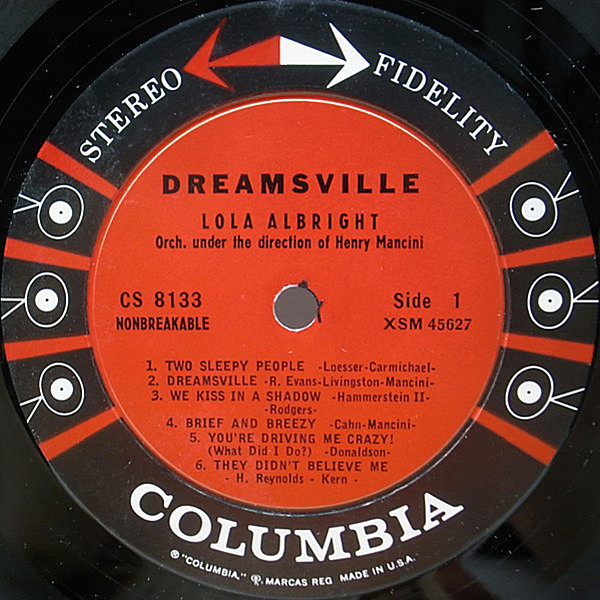 STEREO FIDELITY
DREAMSVILLE
LOLA ALBRIGHT
Orch. under the direction of Henry Mancini
CS 8133
NONBREAKABLE
Side 1
XSM 45627
1. TWO SLEEPY PEOPLE -Loesser-Carmichael-
2. DREAMSVILLE -R. Evans-Livingston-Mancini-
3. WE KISS IN A SHADOW -Hammerstein II-
-Rodgers-
4. BRIEF AND BREEZY -Cahn-Mancini-
5. YOU'RE DRIVING ME CRAZY!
(What Did I Do?) -Donaldson-
6. THEY DIDN'T BELIEVE ME
- H. Reynolds - Kern -
COLUMBIA
® "COLUMBIA," ⓜ, MARCAS REG MADE IN U.S.A.